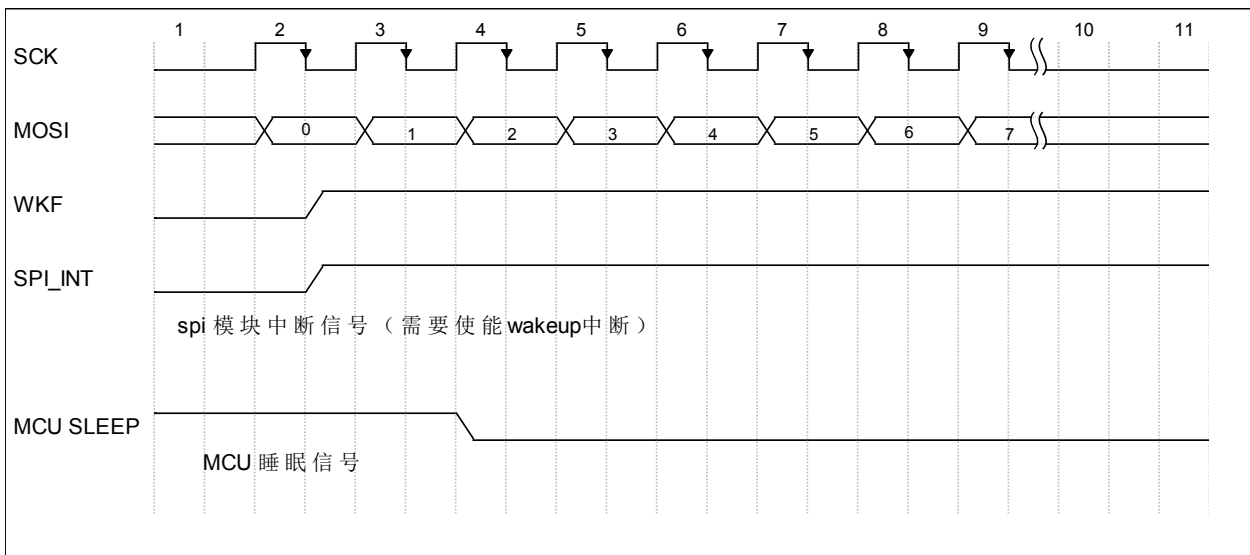 1 2 3 4 5 6 7 8 9 10 11
SCK
MOSI 0 1 2 3 4 5 6 7
WKF
SPI_INT
spi 模块中断信号（需要使能wakeup中断）
MCU SLEEP
MCU 睡眠信号